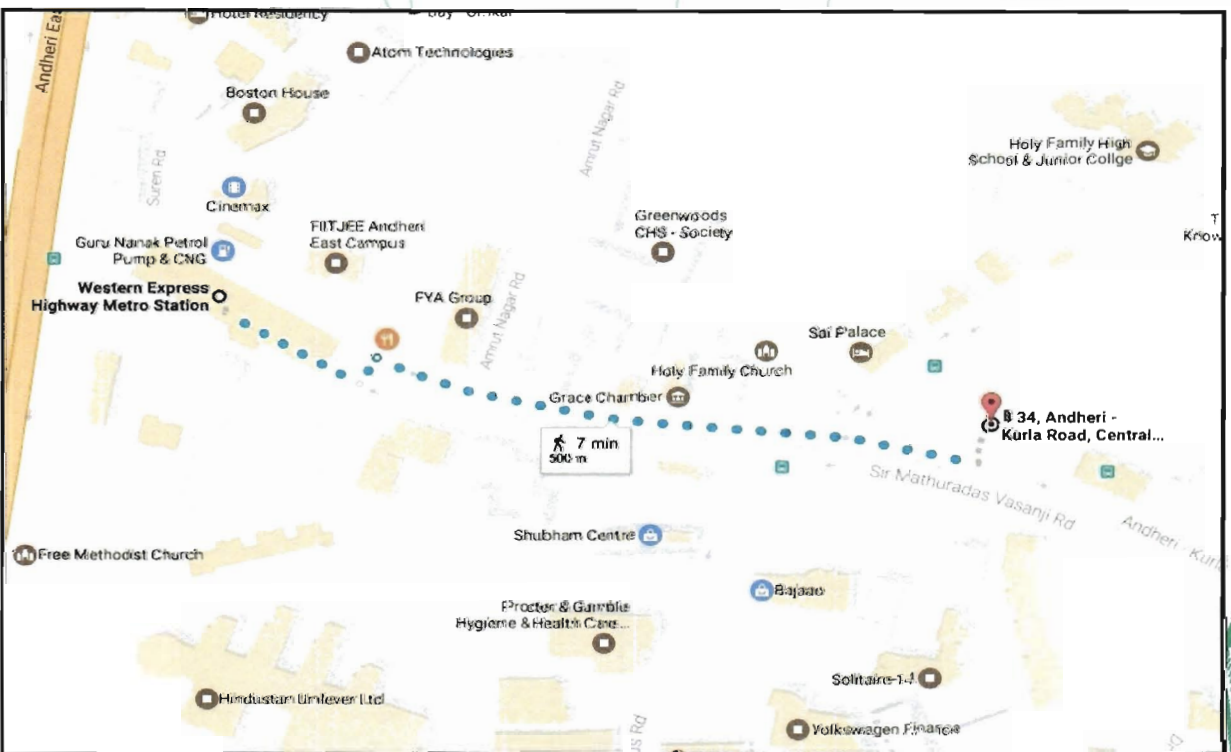 Hotel Residency
Atom Technologies
Boston House
Andheri Eas
Suren Rd
Amrut Nagar Rd
Holy Family High
School & Junior Collge
Cinemax
Greenwoods
CHS - Society
T
Know
FIITJEE Andheri
East Campus
Guru Nanak Petrol
Pump & CNG
Western Express
Highway Metro Station
FYA Group
Amrut Nagar Rd
Sai Palace
Holy Family Church
Grace Chamber
B 34, Andheri -
Kurla Road, Central...
7 min
500 m
Sir Mathuradas Vasanji Rd
Andheri - Kurla
Shubham Centre
Free Methodist Church
Bajaao
Procter & Gamble
Hygiene & Health Care...
Solitaire-
Hindustan Unilever Ltd
Volkswagen Finance
us Rd